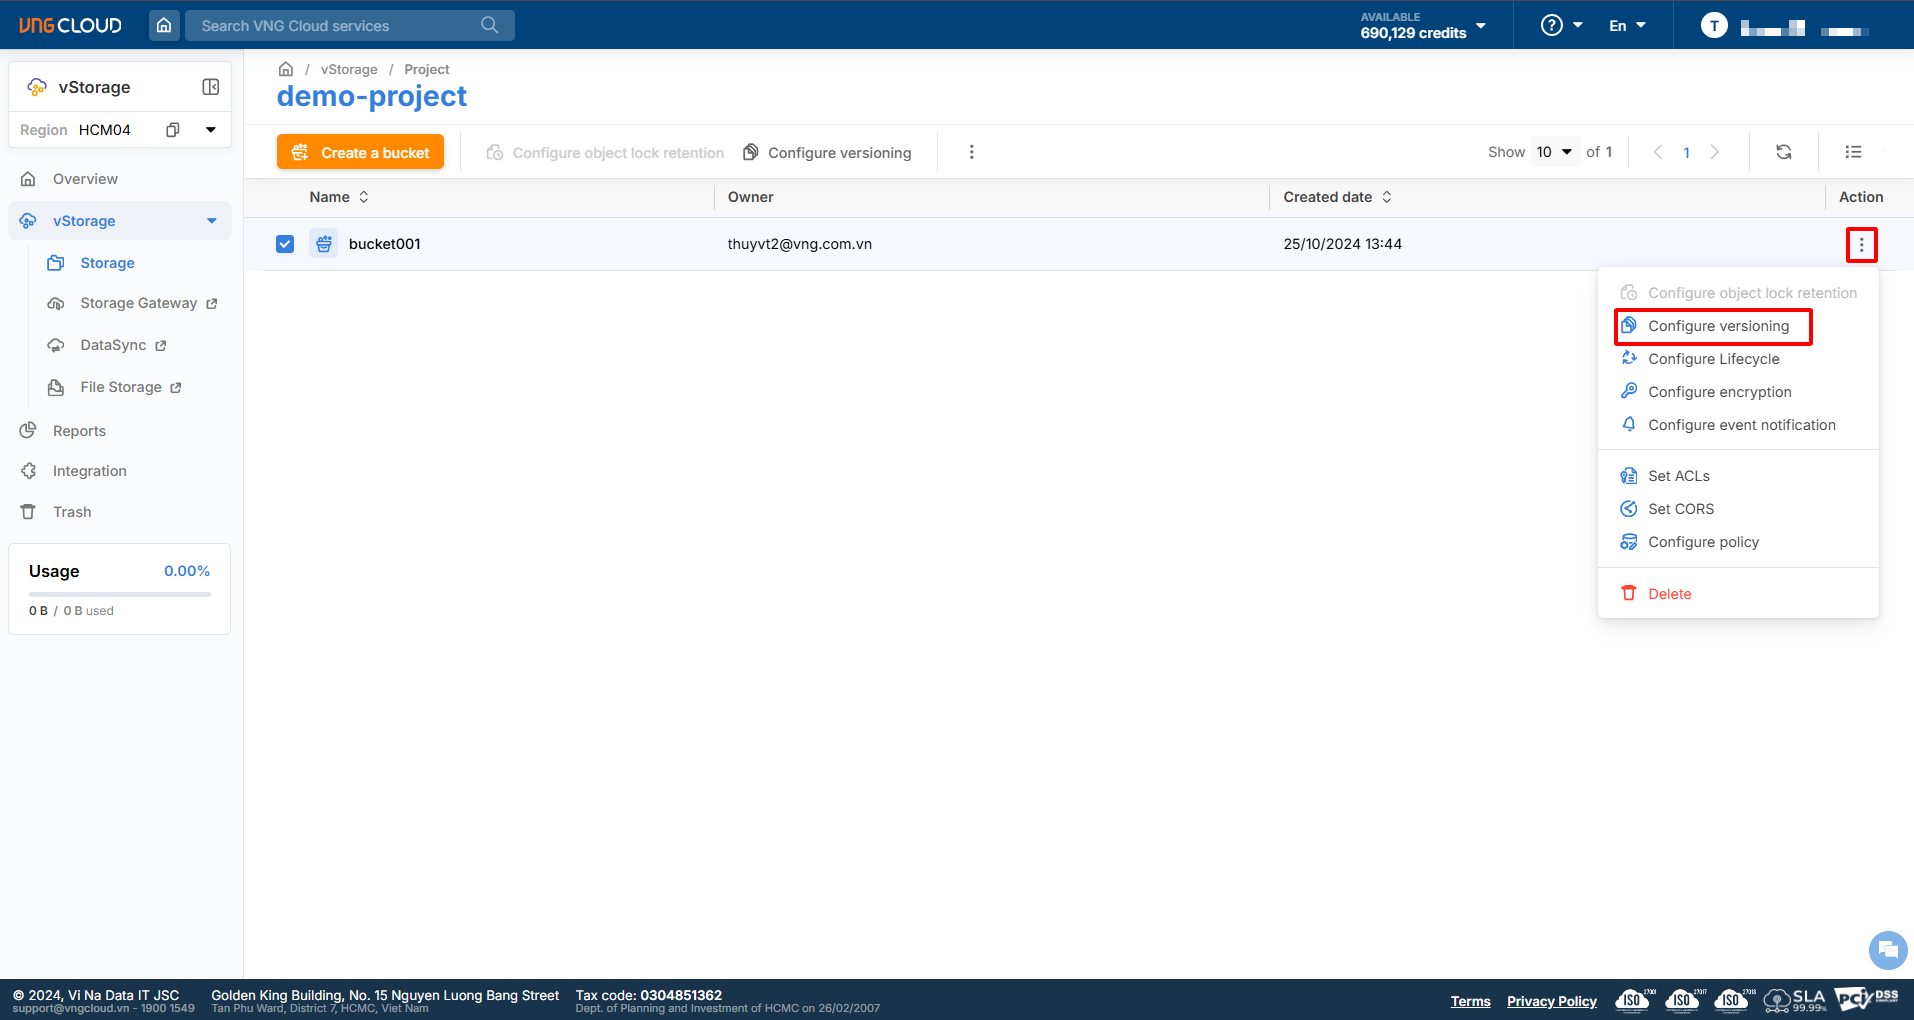 VNG CLOUD
Search VNG Cloud services
AVAILABLE
690,129 credits
?
En
T
vStorage
Region HCM04
Overview
vStorage
Storage
Storage Gateway
DataSync
File Storage
Reports
Integration
Trash
Usage 0.00%
0 B / 0 B used
/ vStorage / Project
demo-project
Create a bucket
Configure object lock retention
Configure versioning
Show 10 of 1
1
Name Owner Created date Action
bucket001 thuyvt2@vng.com.vn 25/10/2024 13:44
Configure object lock retention
Configure versioning
Configure Lifecycle
Configure encryption
Configure event notification
Set ACLs
Set CORS
Configure policy
Delete
© 2024, Vi Na Data IT JSC
support@vngcloud.vn - 1900 1549
Golden King Building, No. 15 Nguyen Luong Bang Street
Tan Phu Ward, District 7, HCMC, Viet Nam
Tax code: 0304851362
Dept. of Planning and Investment of HCMC on 26/02/2007
Terms
Privacy Policy
ISO 27001
ISO 27017
ISO 27018
SLA
99.99%
PCI DSS